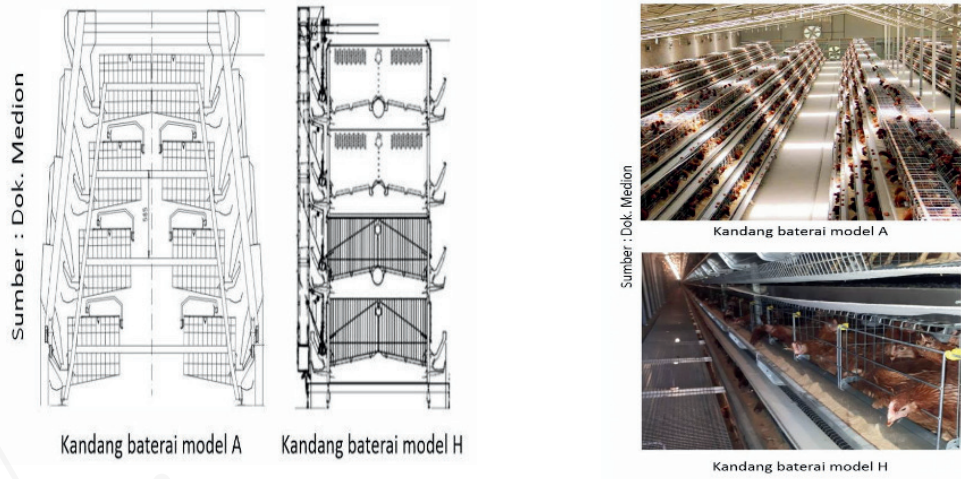 Sumber : Dok. Medion
Kandang baterai model A
Kandang baterai model H
Sumber : Dok. Medion
Kandang baterai model A
Kandang baterai model H